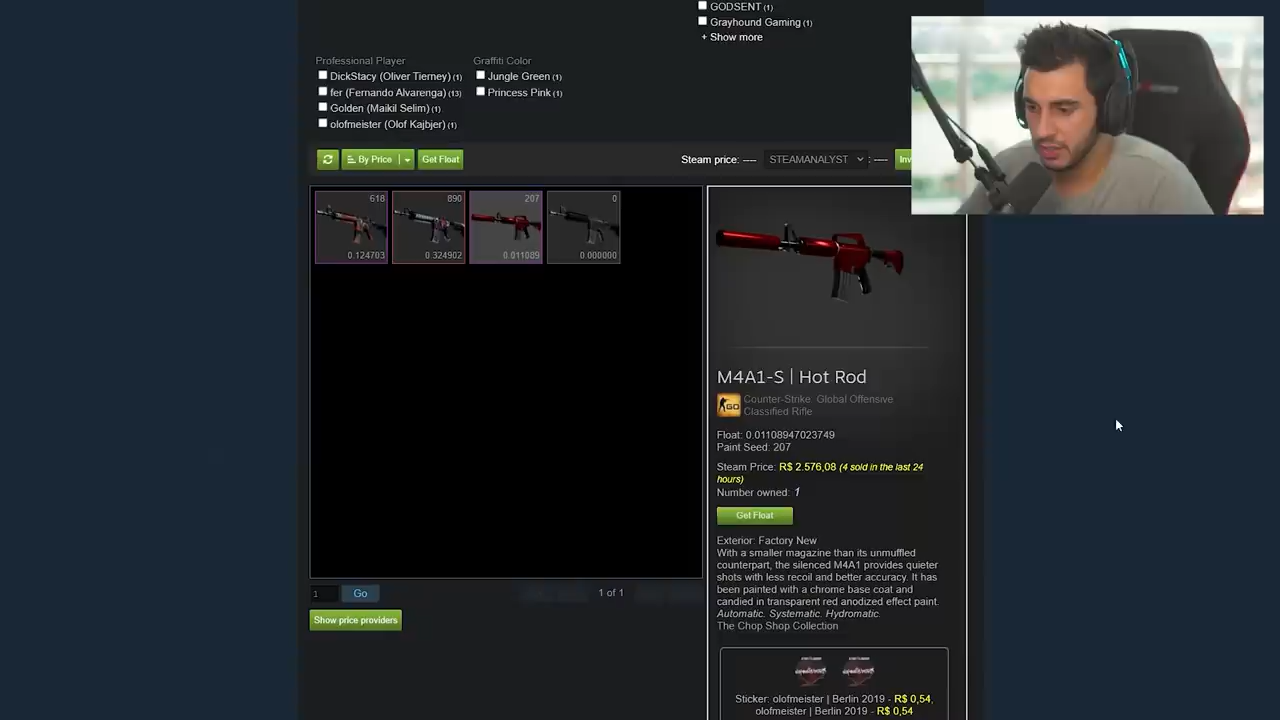 GODSENT (1)
Grayhound Gaming (1)
+ Show more
Professional Player
Graffiti Color
DickStacy (Oliver Tierney) (1)
Jungle Green (1)
fer (Fernando Alvarenga) (13)
Princess Pink (1)
Golden (Maikil Selim) (1)
olofmeister (Olof Kajbjer) (1)
By Price
Get Float
Steam price: ----
STEAMANALYST
: ----
Inv
618
890
207
0
0.124703
0.324902
0.011089
0.000000
M4A1-S | Hot Rod
GO
Counter-Strike: Global Offensive
Classified Rifle
Float: 0.01108947023749
Paint Seed: 207
Steam Price: R$ 2.576,08 (4 sold in the last 24
hours)
Number owned: 1
Get Float
Exterior: Factory New
With a smaller magazine than its unmuffled
counterpart, the silenced M4A1 provides quieter
shots with less recoil and better accuracy. It has
been painted with a chrome base coat and
candied in transparent red anodized effect paint.
Automatic. Systematic. Hydromatic.
The Chop Shop Collection
1
Go
1 of 1
Show price providers
Sticker: olofmeister | Berlin 2019 - R$ 0,54,
olofmeister | Berlin 2019 - R$ 0,54